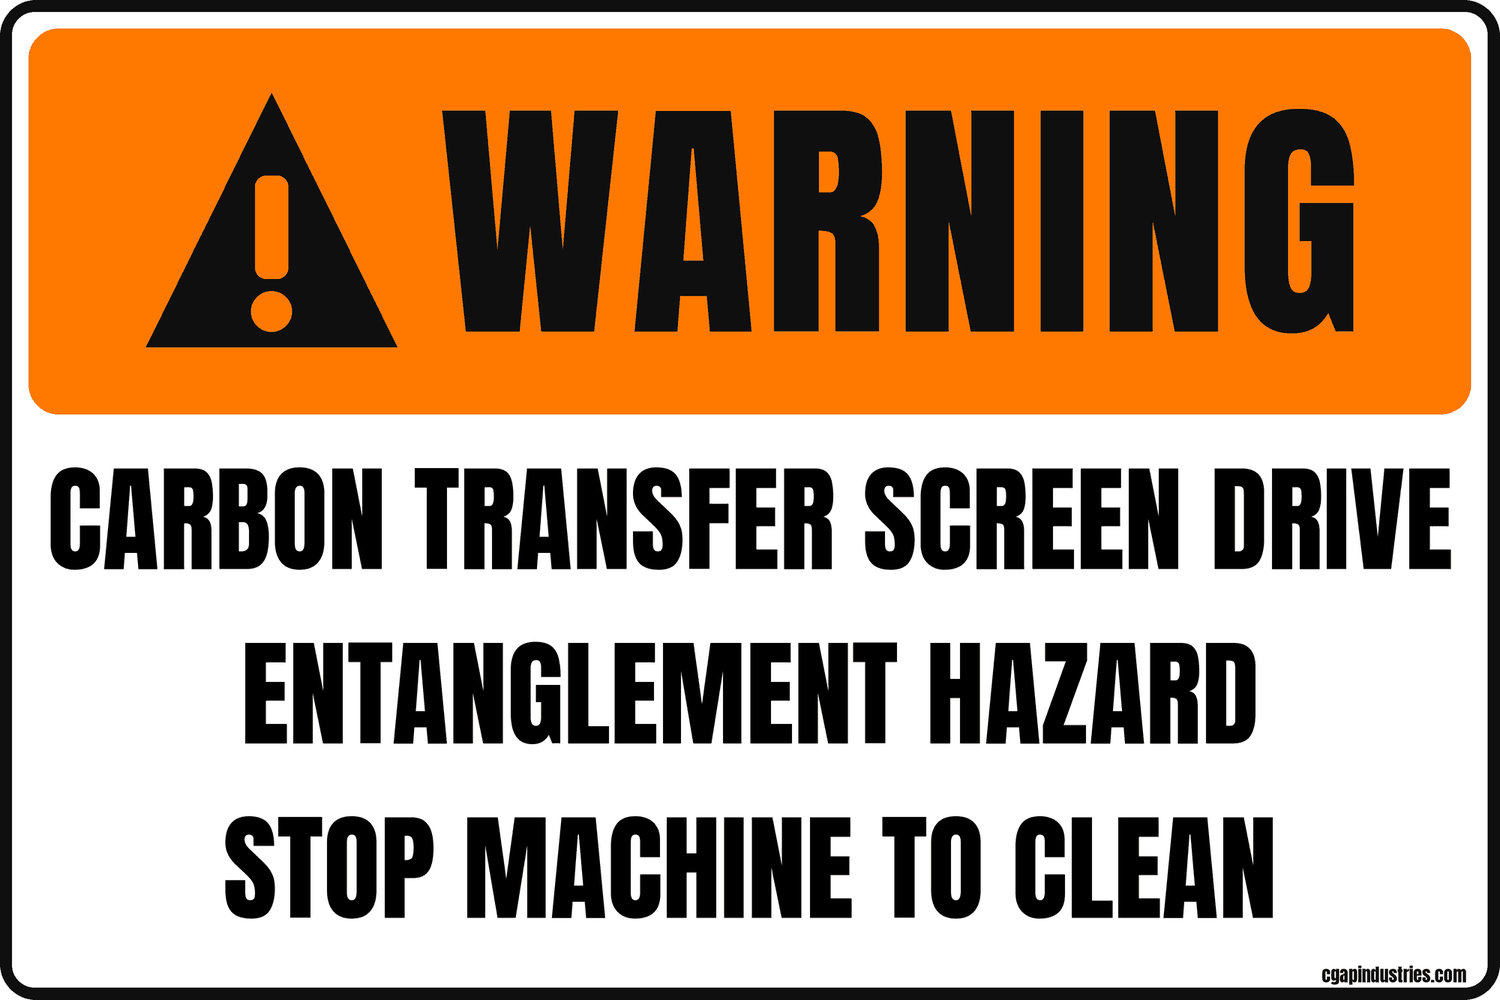 WARNING
CARBON TRANSFER SCREEN DRIVE
ENTANGLEMENT HAZARD
STOP MACHINE TO CLEAN
cgapindustries.com